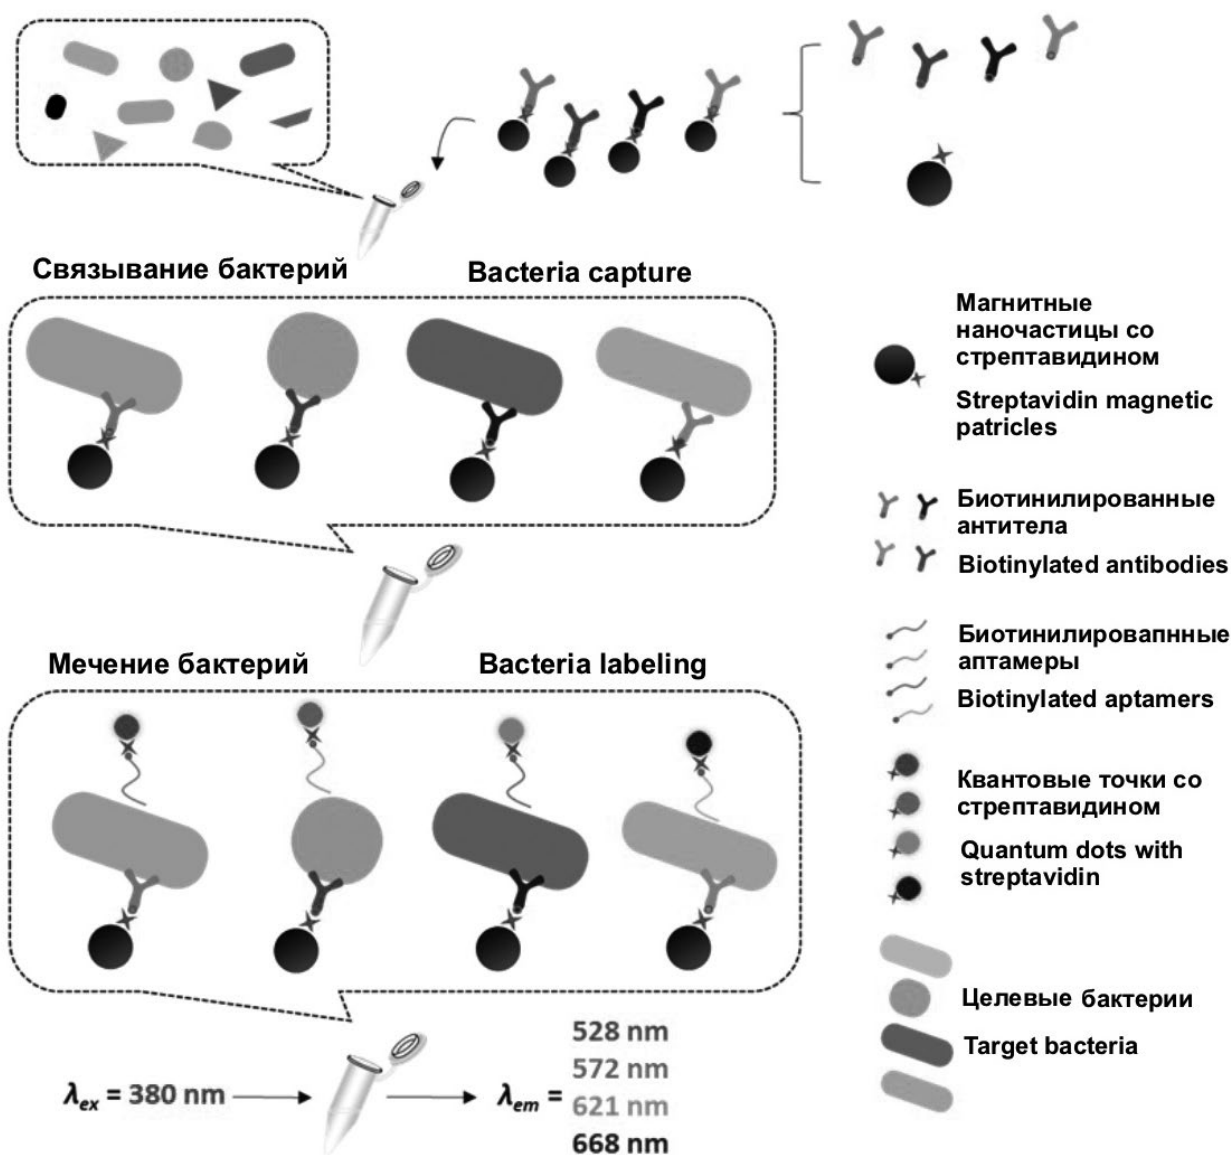 Связывание бактерий
Bacteria capture
Магнитные
наночастицы со
стрептавидином
Streptavidin magnetic
patricles
Биотинилированные
антитела
Biotinylated antibodies
Мечение бактерий
Bacteria labeling
Биотинилировапнные
аптамеры
Biotinylated aptamers
Квантовые точки со
стрептавидином
Quantum dots with
streptavidin
Целевые бактерии
Target bacteria
λex = 380 nm
λem =
528 nm
572 nm
621 nm
668 nm